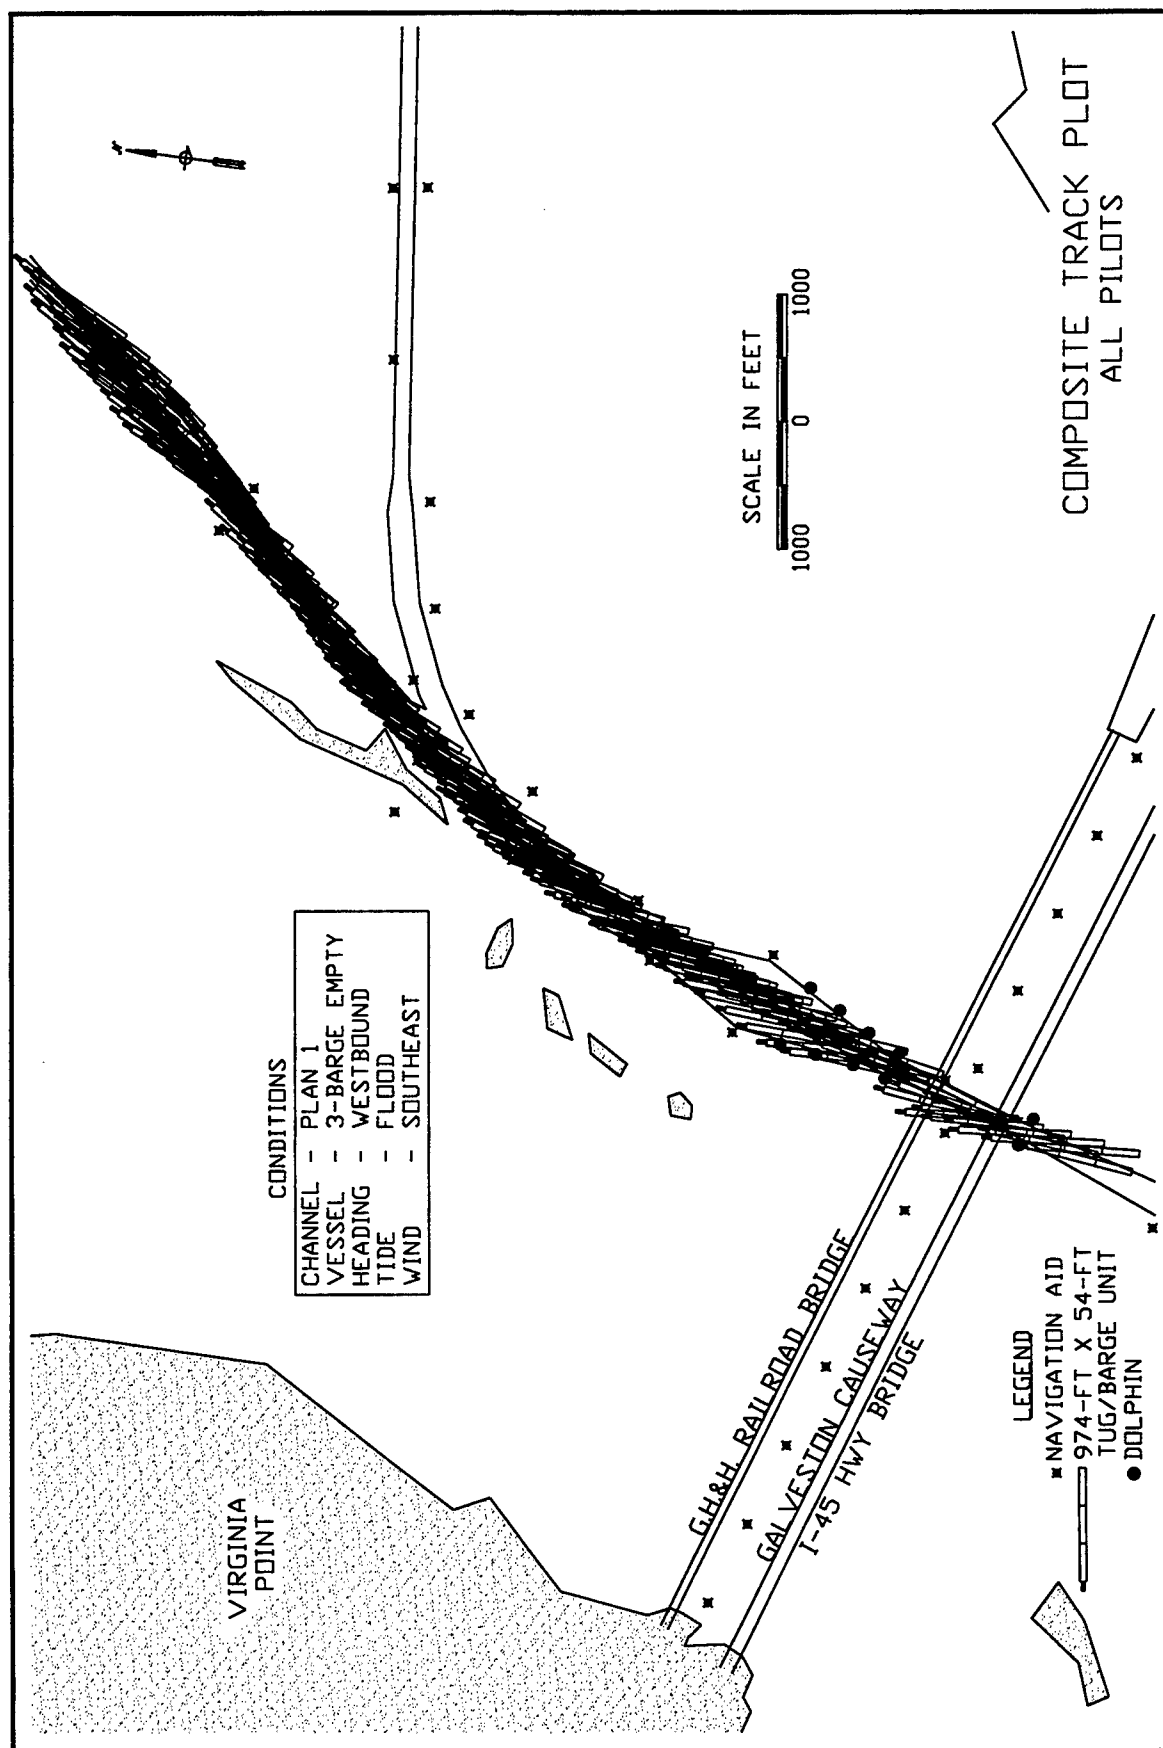 VIRGINIA
POINT
CONDITIONS
CHANNEL - PLAN 1
VESSEL - 3-BARGE EMPTY
HEADING - WESTBOUND
TIDE - FLOOD
WIND - SOUTHEAST
N
G.H.&H. RAILROAD BRIDGE
GALVESTON CAUSEWAY
I-45 HWY BRIDGE
SCALE IN FEET
1000 0 1000
LEGEND
NAVIGATION AID
974-FT X 54-FT
TUG/BARGE UNIT
DOLPHIN
COMPOSITE TRACK PLOT
ALL PILOTS